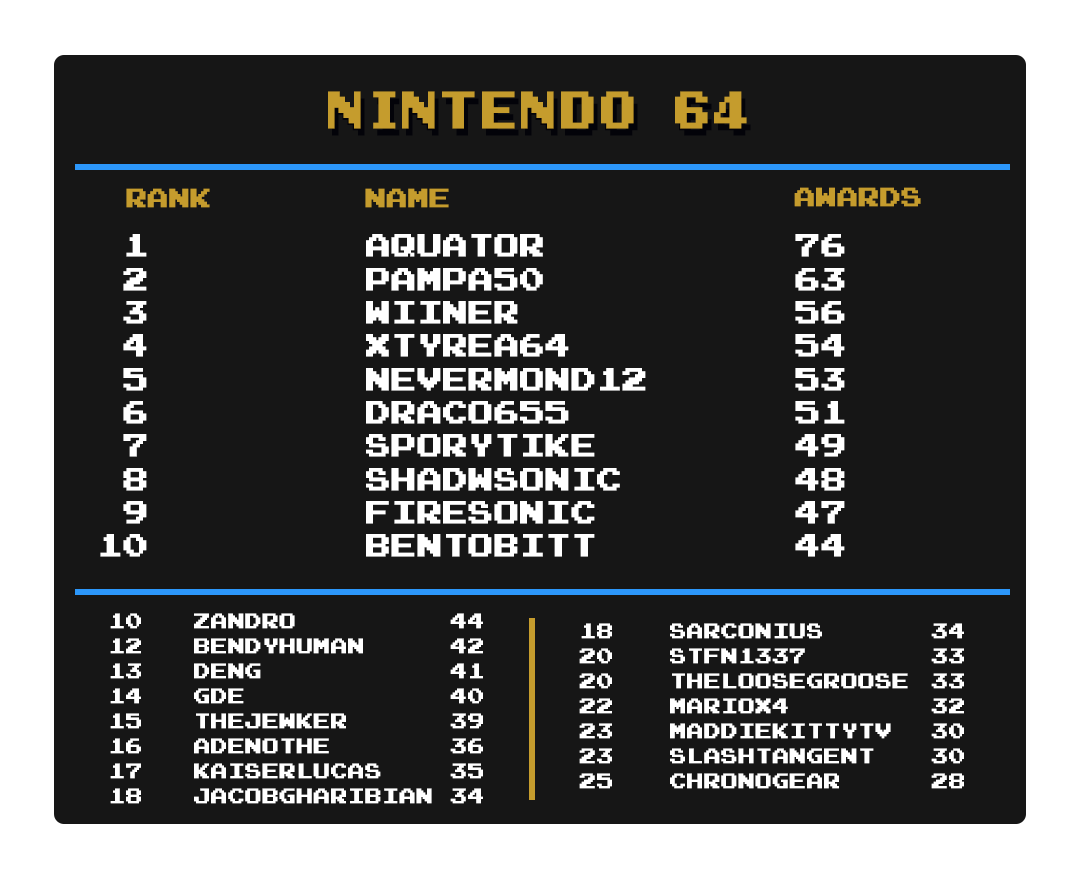 NINTENDO 64
RANK NAME AWARDS
1 AQUATOR 76
2 PAMPA50 63
3 WIINER 56
4 XTYREA64 54
5 NEVERMOND12 53
6 DRACO655 51
7 SPORYTIKE 49
8 SHADWSONIC 48
9 FIRESONIC 47
10 BENTOBITT 44
10 ZANDRO 44
12 BENDYHUMAN 42
13 DENG 41
14 GDE 40
15 THEJEWKER 39
16 ADENOTHE 36
17 KAISERLUCAS 35
18 JACOBGHARIBIAN 34
18 SARCONIUS 34
20 STFN1337 33
20 THELOOSEGROOSE 33
22 MARIOX4 32
23 MADDIEKITTYTV 30
23 SLASHTANGENT 30
25 CHRONOGEAR 28